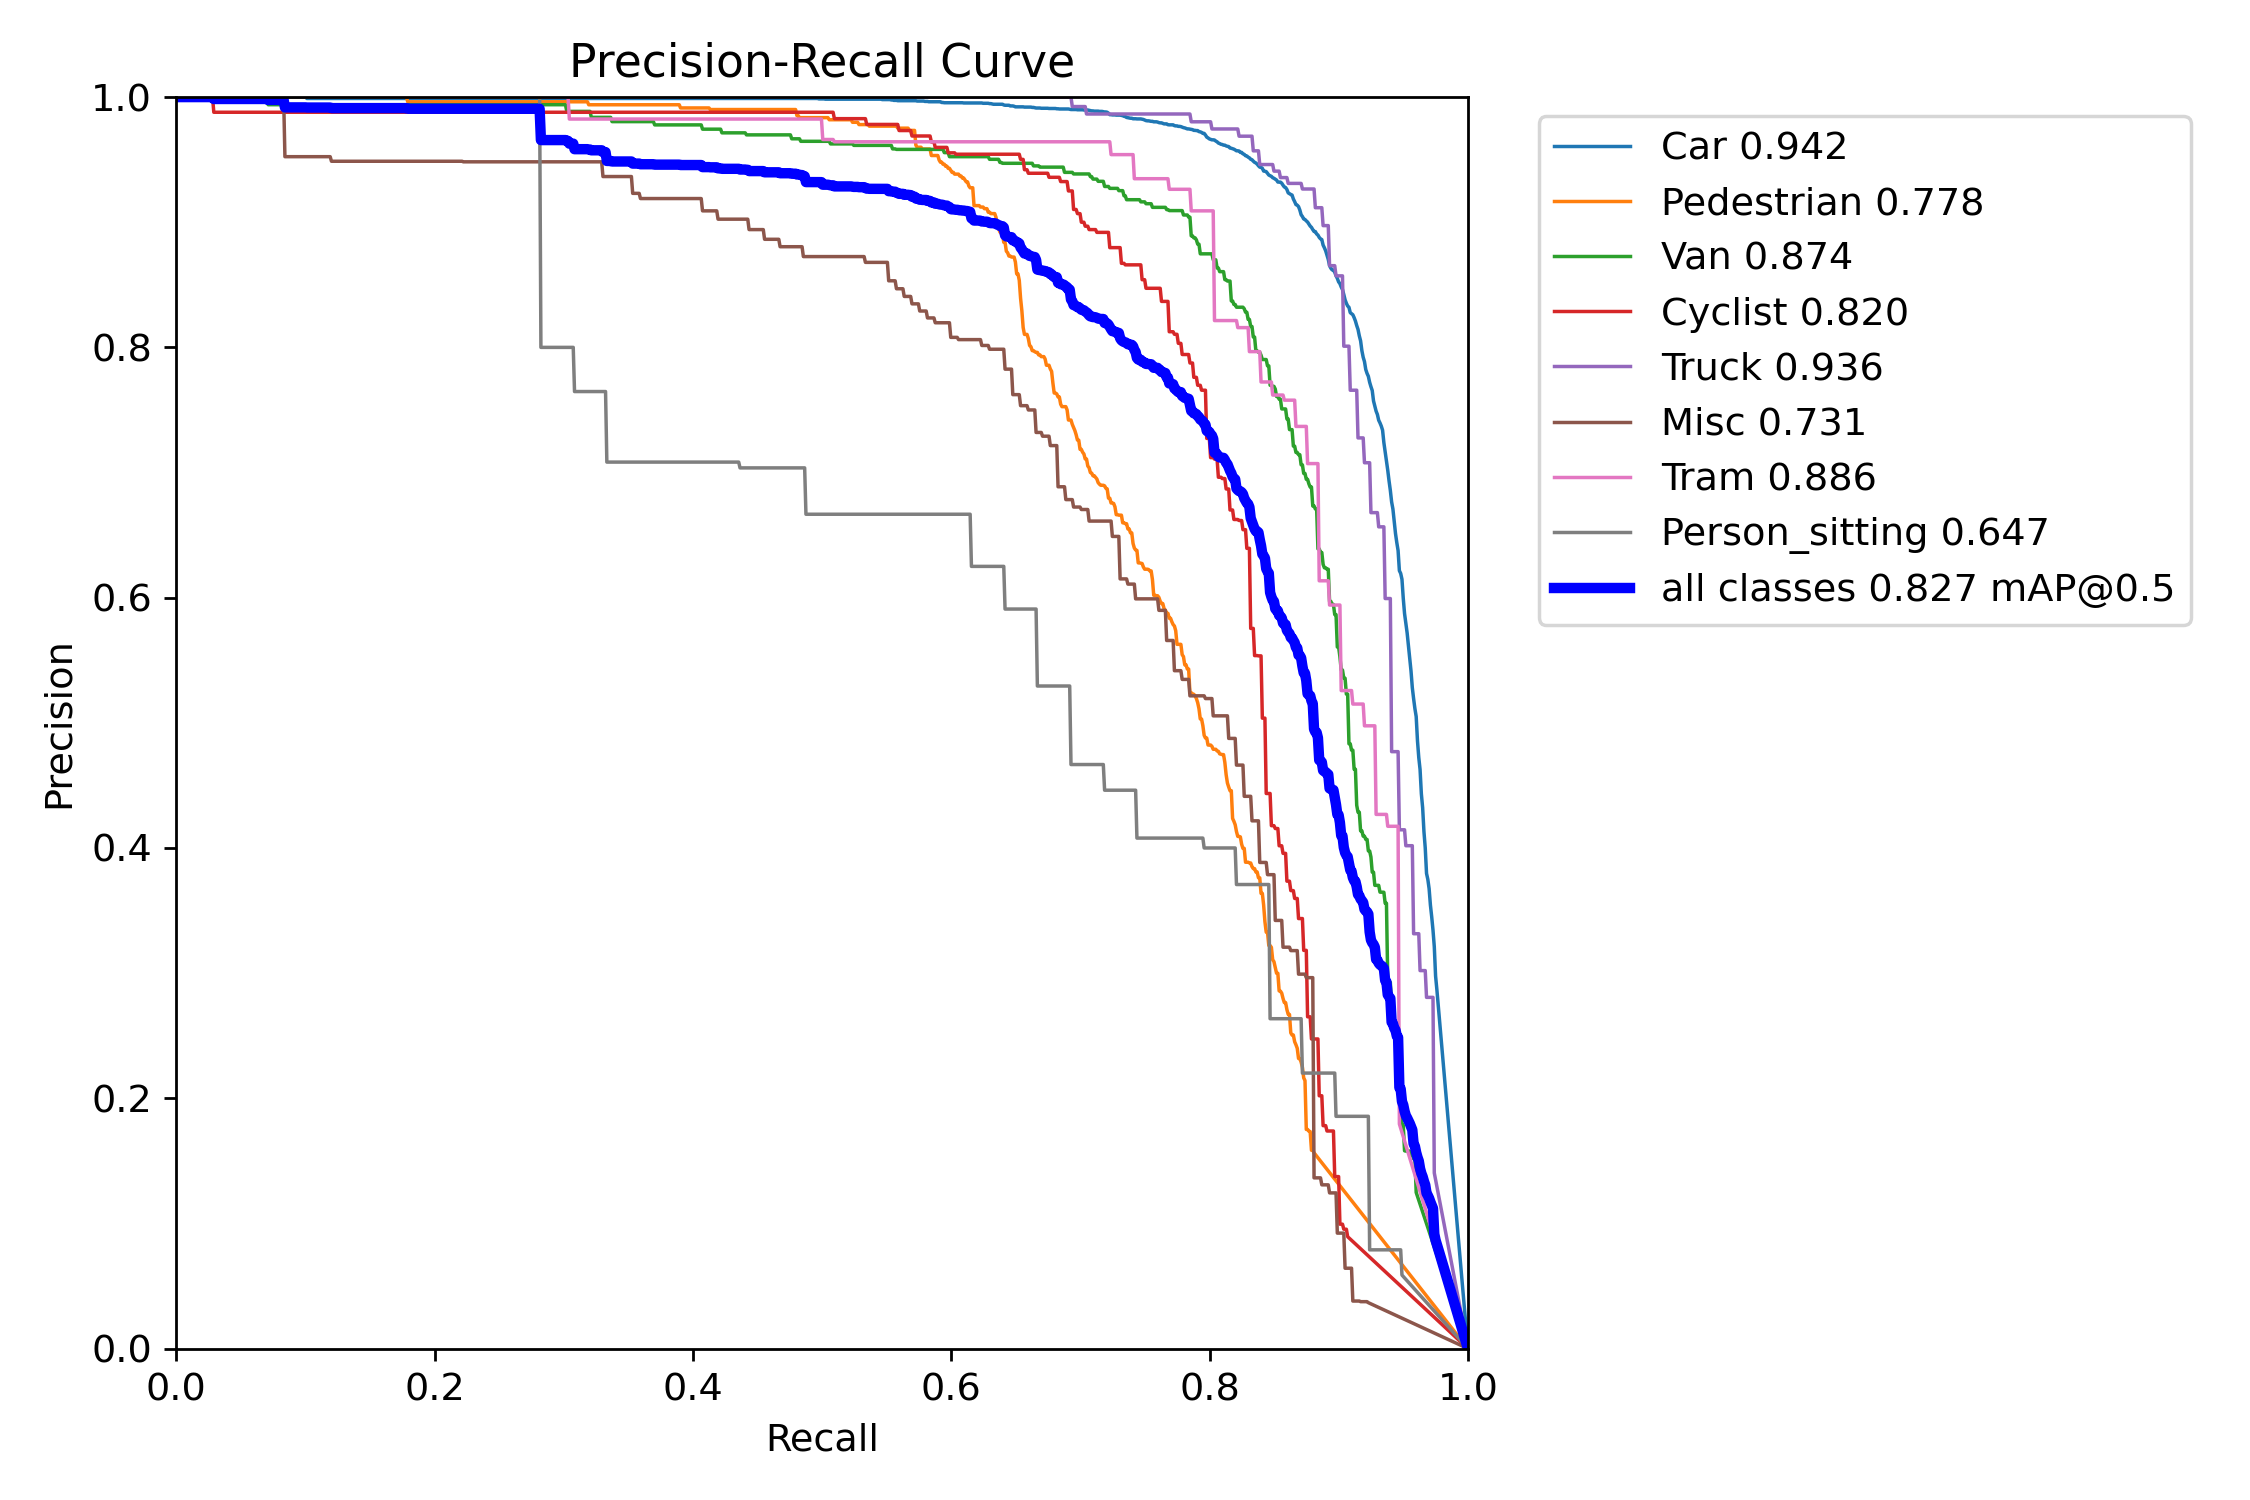 Precision-Recall Curve
1.0
0.8
0.6
0.4
0.2
0.0
Precision
0.0 0.2 0.4 0.6 0.8 1.0
Recall
Car 0.942
Pedestrian 0.778
Van 0.874
Cyclist 0.820
Truck 0.936
Misc 0.731
Tram 0.886
Person_sitting 0.647
all classes 0.827 mAP@0.5